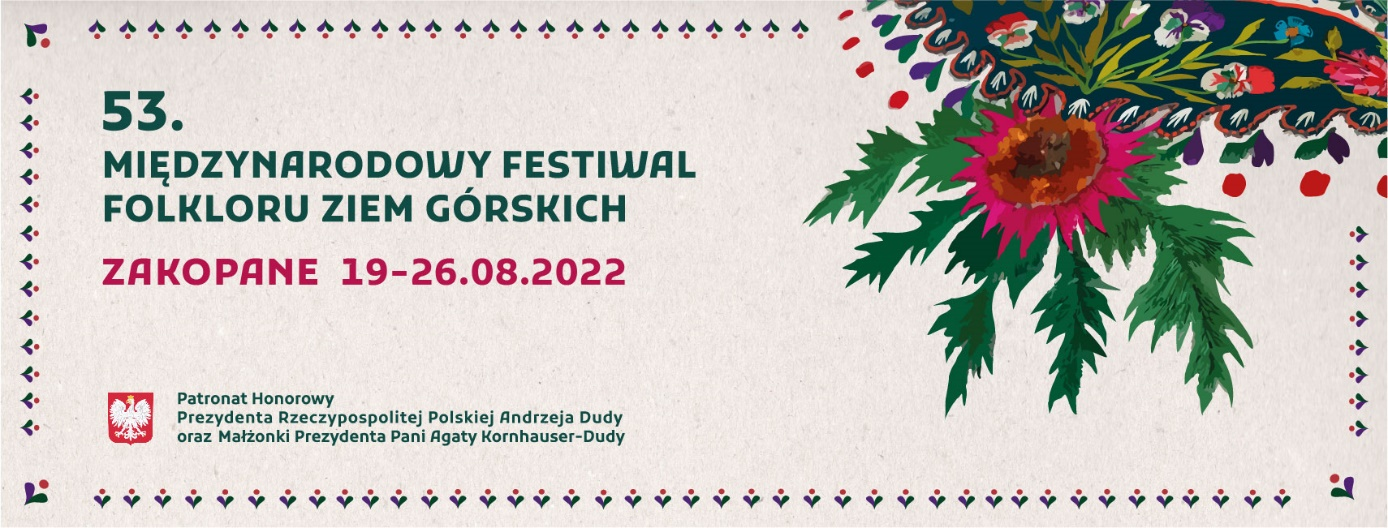 53.
MIĘDZYNARODOWY FESTIWAL
FOLKLORU ZIEM GÓRSKICH
ZAKOPANE 19-26.08.2022
Patronat Honorowy
Prezydenta Rzeczypospolitej Polskiej Andrzeja Dudy
oraz Małżonki Prezydenta Pani Agaty Kornhauser-Dudy